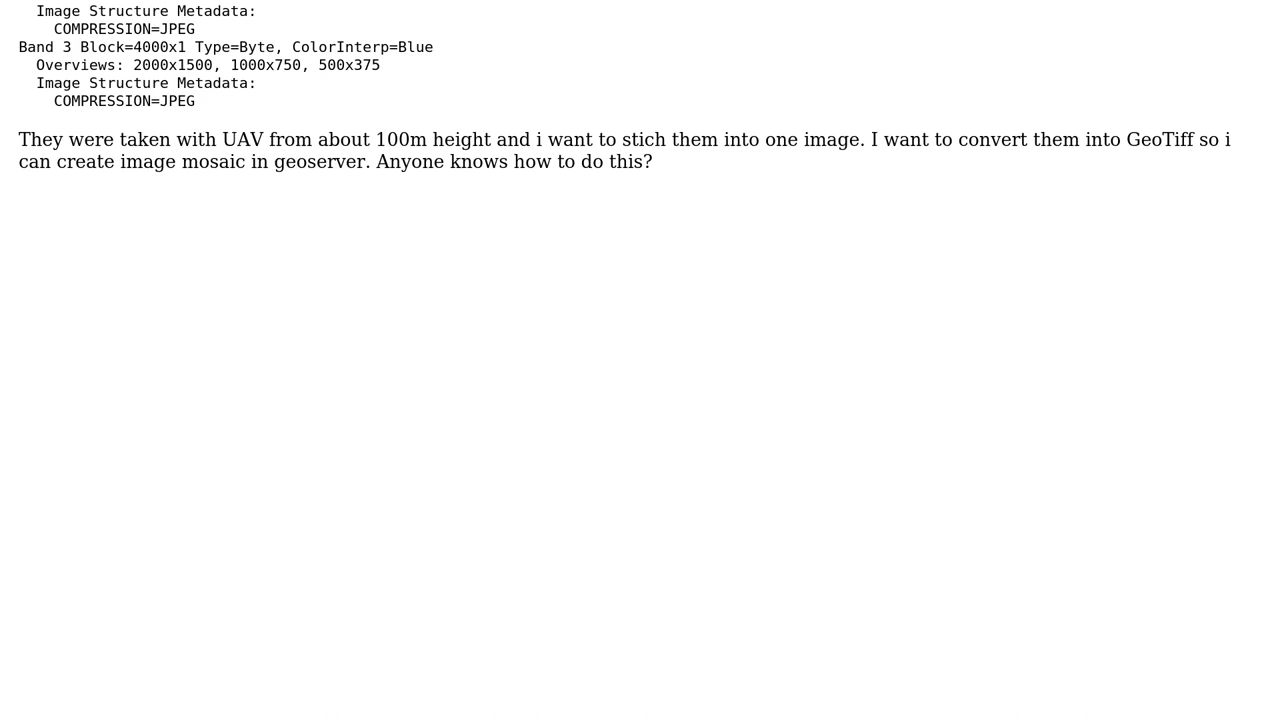 Image Structure Metadata:
COMPRESSION=JPEG
Band 3 Block=4000x1 Type=Byte, ColorInterp=Blue
Overviews: 2000x1500, 1000x750, 500x375
Image Structure Metadata:
COMPRESSION=JPEG
They were taken with UAV from about 100m height and i want to stich them into one image. I want to convert them into GeoTiff so i
can create image mosaic in geoserver. Anyone knows how to do this?